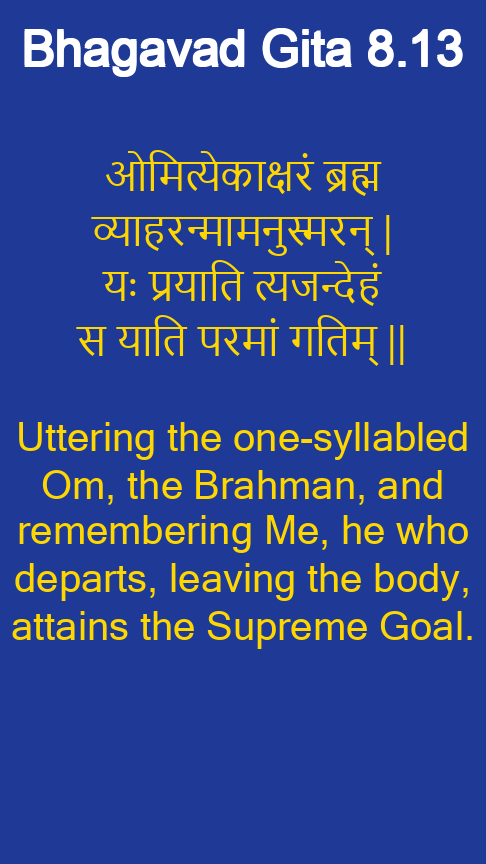 Bhagavad Gita 8.13
ओमित्येकाक्षरं ब्रह्म
व्याहरन्मामनुस्मरन् |
यः प्रयाति त्यजन्देहं
स याति परमां गतिम् ||
Uttering the one-syllabled
Om, the Brahman, and
remembering Me, he who
departs, leaving the body,
attains the Supreme Goal.